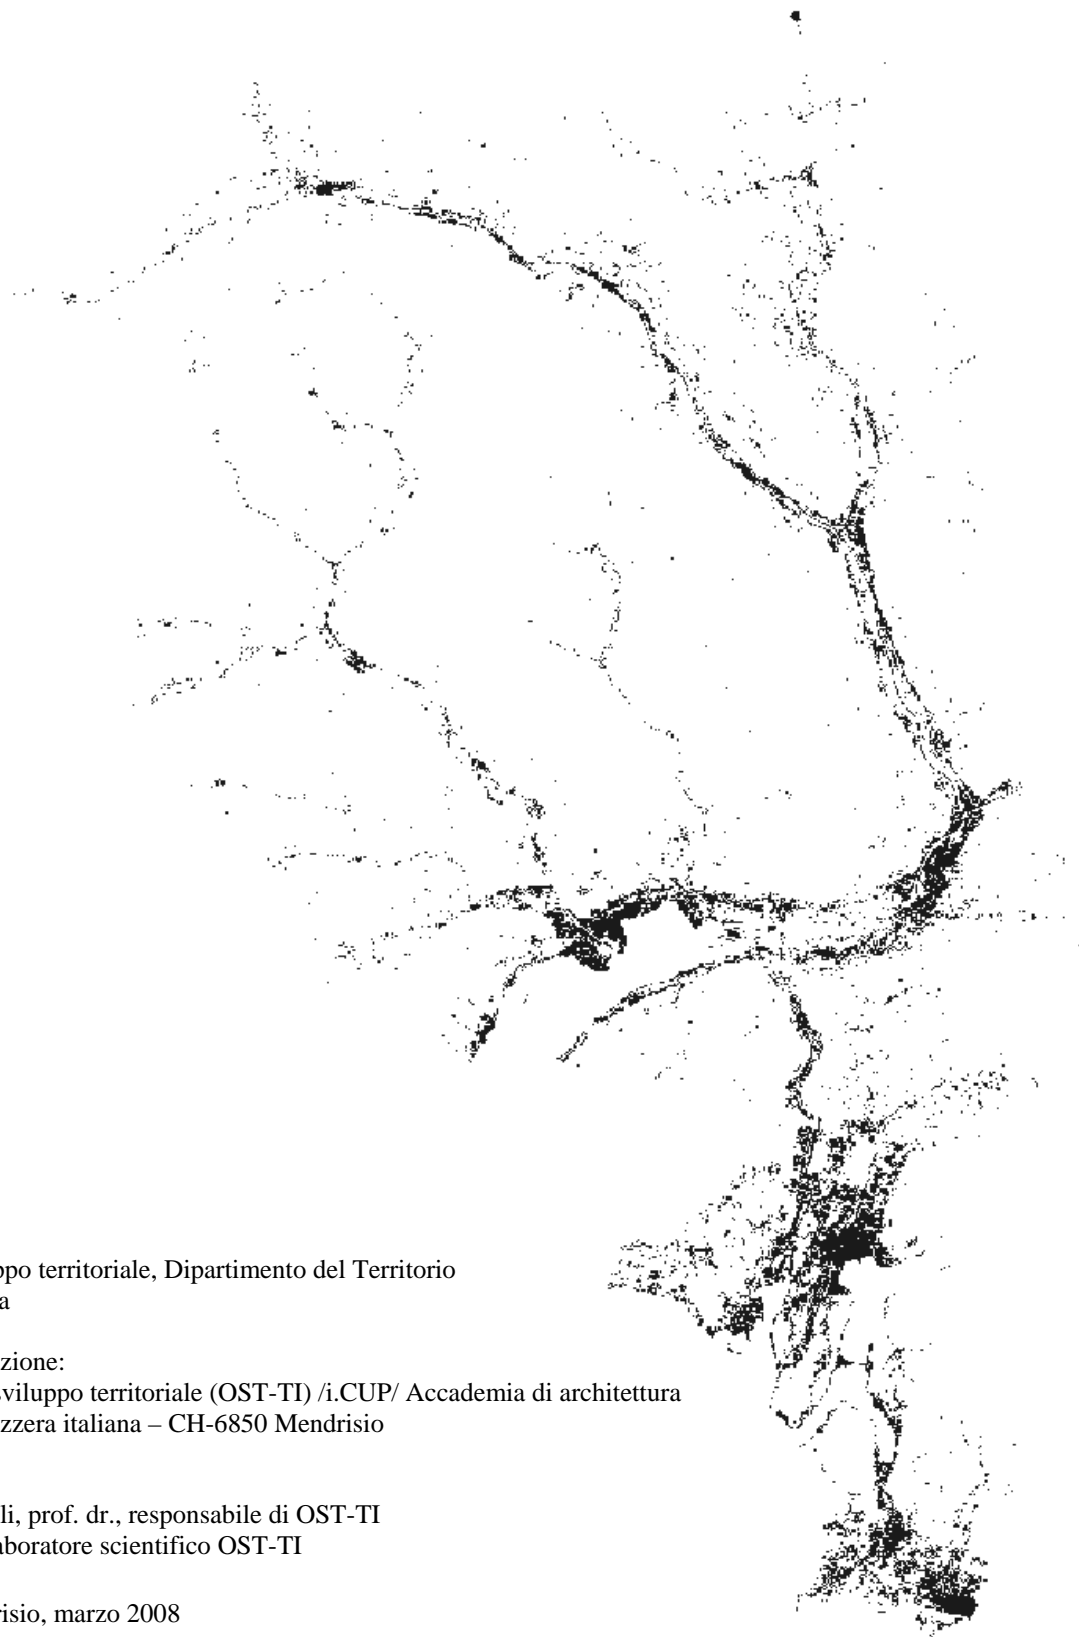 ppo territoriale, Dipartimento del Territorio
a
zione:
sviluppo territoriale (OST-TI) /i.CUP/ Accademia di architettura
zzera italiana – CH-6850 Mendrisio
li, prof. dr., responsabile di OST-TI
aboratore scientifico OST-TI
risio, marzo 2008